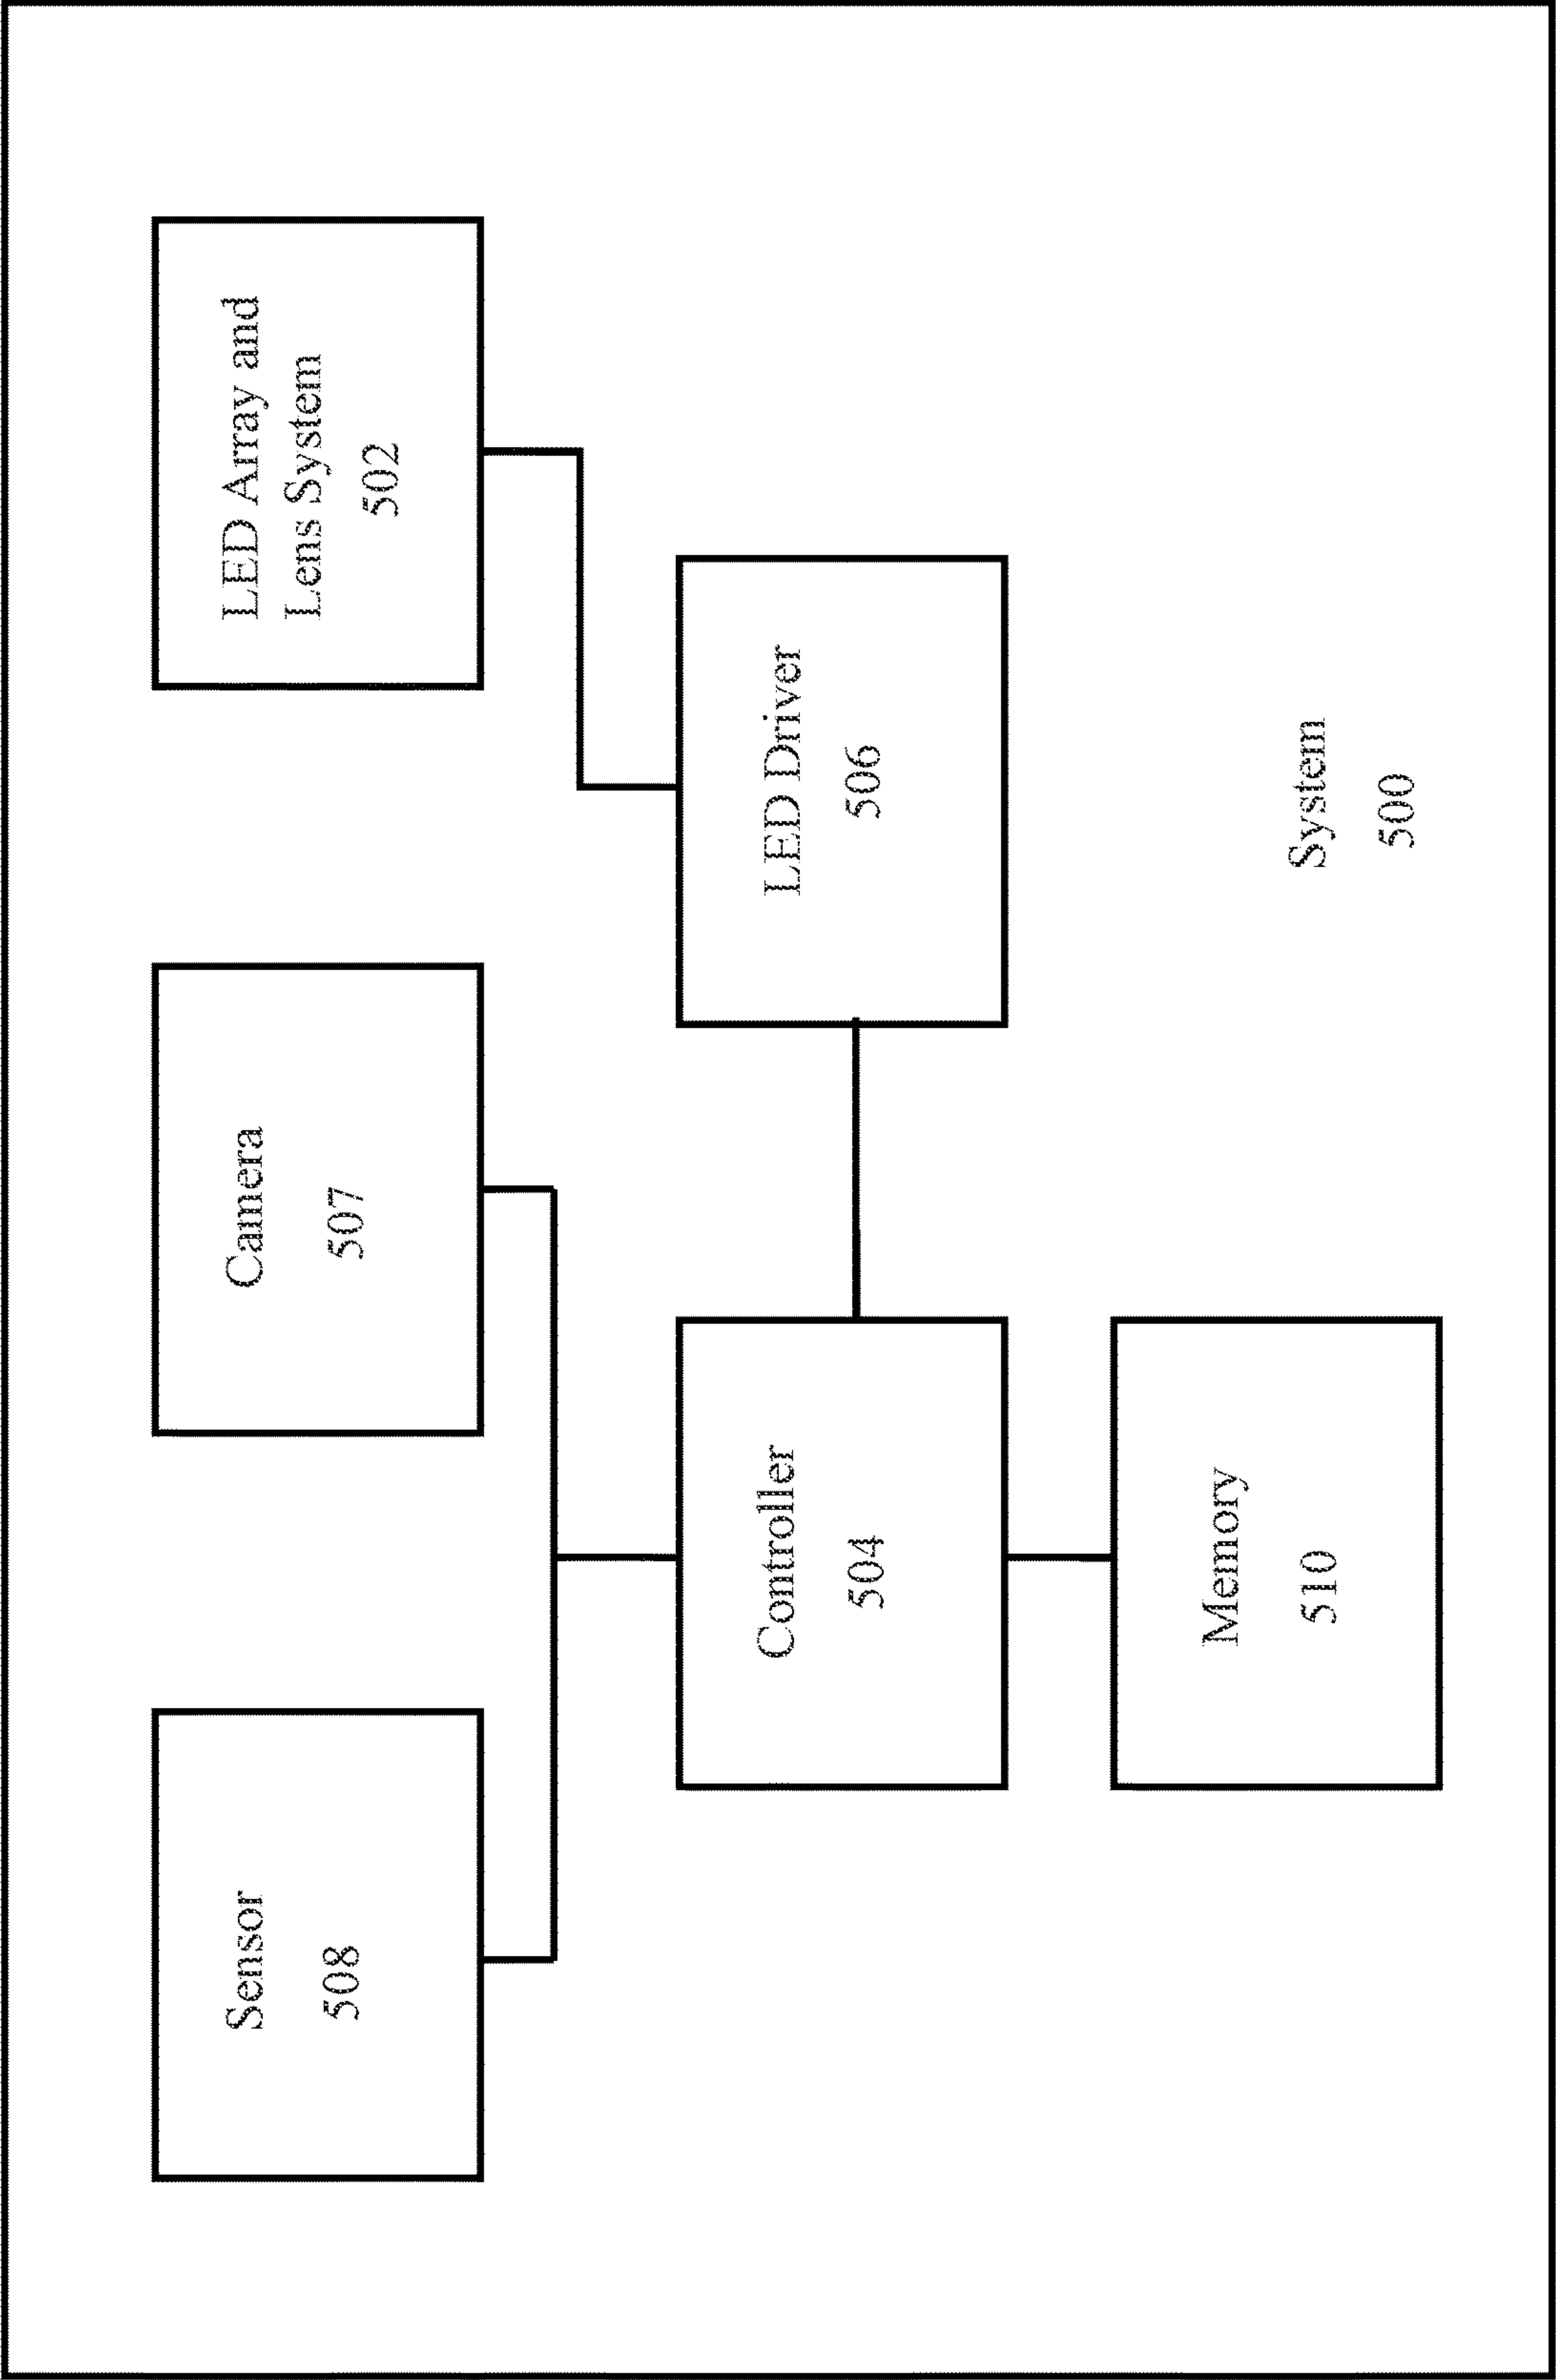 Sensor
508
Camera
507
LED Array and
Lens System
502
Controller
504
LED Driver
506
Memory
510
System
500